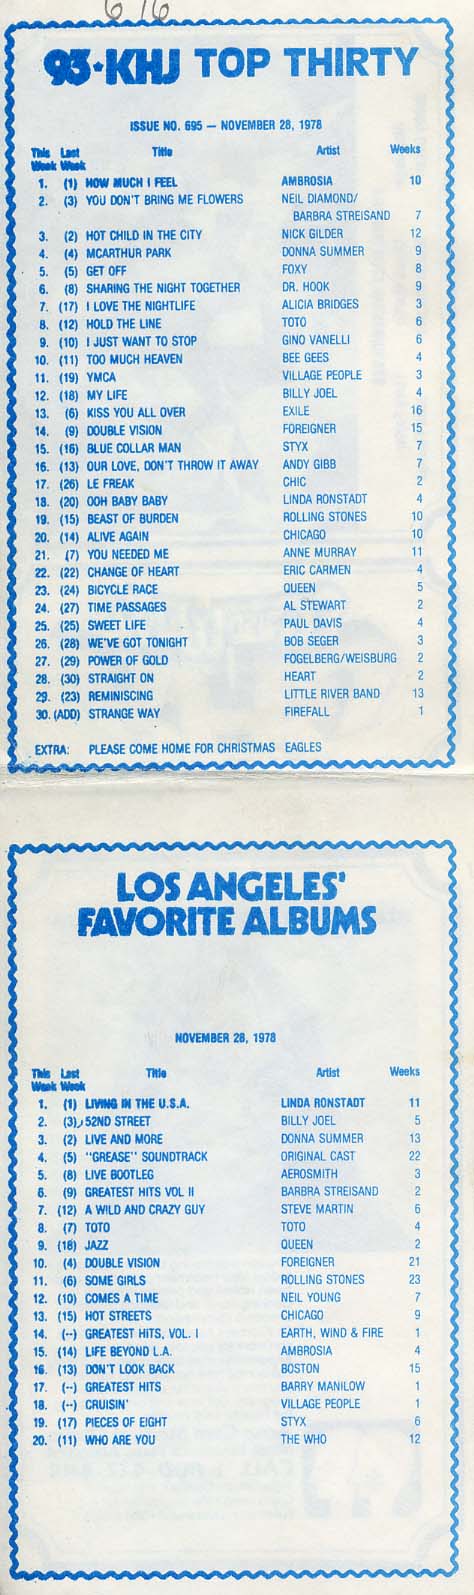 6 16
93·KHJ TOP THIRTY
ISSUE NO. 695 — NOVEMBER 28, 1978
This Last Title Artist Weeks
Week Week
1. (1) HOW MUCH I FEEL AMBROSIA 10
2. (3) YOU DON'T BRING ME FLOWERS NEIL DIAMOND/
BARBRA STREISAND 7
3. (2) HOT CHILD IN THE CITY NICK GILDER 12
4. (4) MCARTHUR PARK DONNA SUMMER 9
5. (5) GET OFF FOXY 8
6. (8) SHARING THE NIGHT TOGETHER DR. HOOK 9
7. (17) I LOVE THE NIGHTLIFE ALICIA BRIDGES 3
8. (12) HOLD THE LINE TOTO 6
9. (10) I JUST WANT TO STOP GINO VANELLI 6
10. (11) TOO MUCH HEAVEN BEE GEES 4
11. (19) YMCA VILLAGE PEOPLE 3
12. (18) MY LIFE BILLY JOEL 4
13. (6) KISS YOU ALL OVER EXILE 16
14. (9) DOUBLE VISION FOREIGNER 15
15. (16) BLUE COLLAR MAN STYX 7
16. (13) OUR LOVE, DON'T THROW IT AWAY ANDY GIBB 7
17. (26) LE FREAK CHIC 2
18. (20) OOH BABY BABY LINDA RONSTADT 4
19. (15) BEAST OF BURDEN ROLLING STONES 10
20. (14) ALIVE AGAIN CHICAGO 10
21. (7) YOU NEEDED ME ANNE MURRAY 11
22. (22) CHANGE OF HEART ERIC CARMEN 4
23. (24) BICYCLE RACE QUEEN 5
24. (27) TIME PASSAGES AL STEWART 2
25. (25) SWEET LIFE PAUL DAVIS 4
26. (28) WE'VE GOT TONIGHT BOB SEGER 3
27. (29) POWER OF GOLD FOGELBERG/WEISBURG 2
28. (30) STRAIGHT ON HEART 2
29. (23) REMINISCING LITTLE RIVER BAND 13
30. (ADD) STRANGE WAY FIREFALL 1
EXTRA: PLEASE COME HOME FOR CHRISTMAS EAGLES
LOS ANGELES'
FAVORITE ALBUMS
NOVEMBER 28, 1978
This Last Title Artist Weeks
Week Week
1. (1) LIVING IN THE U.S.A. LINDA RONSTADT 11
2. (3) 52ND STREET BILLY JOEL 5
3. (2) LIVE AND MORE DONNA SUMMER 13
4. (5) "GREASE" SOUNDTRACK ORIGINAL CAST 22
5. (8) LIVE BOOTLEG AEROSMITH 3
6. (9) GREATEST HITS VOL II BARBRA STREISAND 2
7. (12) A WILD AND CRAZY GUY STEVE MARTIN 6
8. (7) TOTO TOTO 4
9. (18) JAZZ QUEEN 2
10. (4) DOUBLE VISION FOREIGNER 21
11. (6) SOME GIRLS ROLLING STONES 23
12. (10) COMES A TIME NEIL YOUNG 7
13. (15) HOT STREETS CHICAGO 9
14. (--) GREATEST HITS, VOL. I EARTH, WIND & FIRE 1
15. (14) LIFE BEYOND L.A. AMBROSIA 4
16. (13) DON'T LOOK BACK BOSTON 15
17. (--) GREATEST HITS BARRY MANILOW 1
18. (--) CRUISIN' VILLAGE PEOPLE 1
19. (17) PIECES OF EIGHT STYX 6
20. (11) WHO ARE YOU THE WHO 12